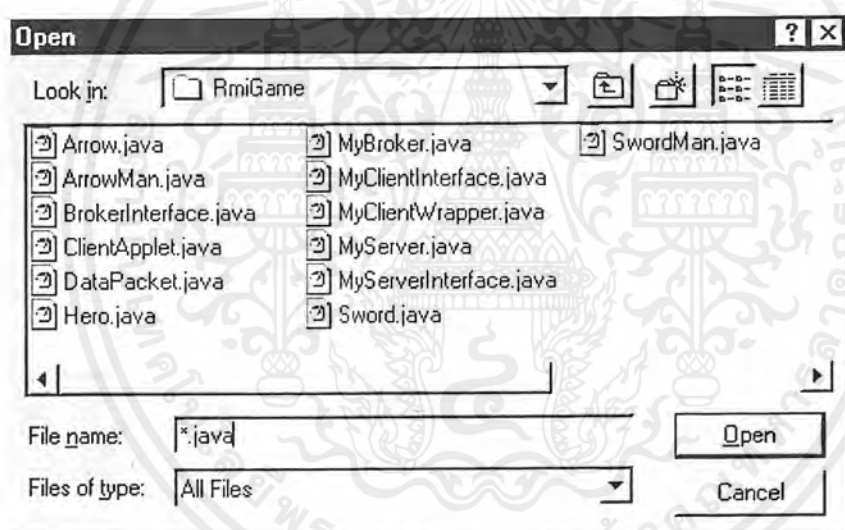 Open
Look in: RmiGame
Arrow.java
ArrowMan.java
BrokerInterface.java
ClientApplet.java
DataPacket.java
Hero.java
MyBroker.java
MyClientInterface.java
MyClientWrapper.java
MyServer.java
MyServerInterface.java
Sword.java
SwordMan.java
File name: *.java
Open
Files of type: All Files
Cancel